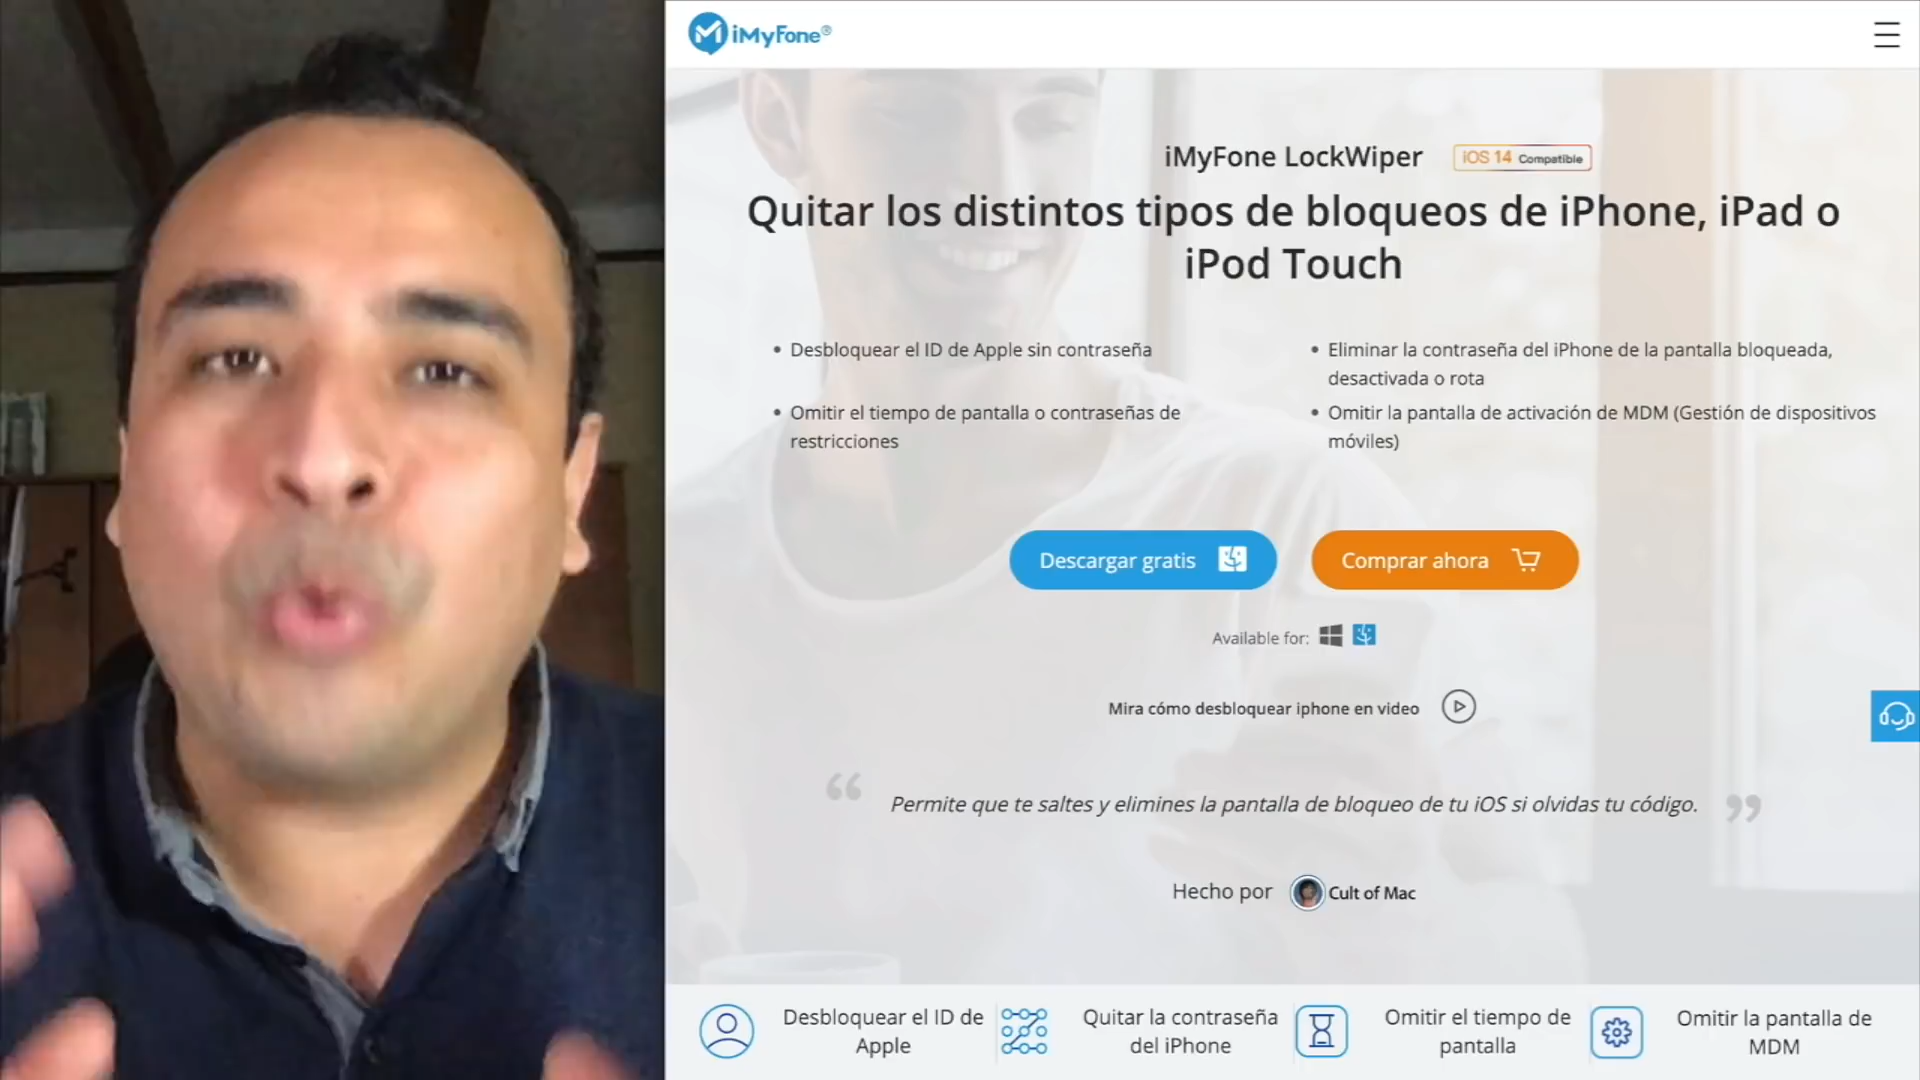 iMyFone®
iMyFone LockWiper
iOS 14 Compatible
Quitar los distintos tipos de bloqueos de iPhone, iPad o
iPod Touch
• Desbloquear el ID de Apple sin contraseña
• Omitir el tiempo de pantalla o contraseñas de
restricciones
• Eliminar la contraseña del iPhone de la pantalla bloqueada,
desactivada o rota
• Omitir la pantalla de activación de MDM (Gestión de dispositivos
móviles)
Descargar gratis
Comprar ahora
Available for:
Mira cómo desbloquear iphone en video
“ Permite que te saltes y elimines la pantalla de bloqueo de tu iOS si olvidas tu código. ”
Hecho por Cult of Mac
Desbloquear el ID de
Apple
Quitar la contraseña
del iPhone
Omitir el tiempo de
pantalla
Omitir la pantalla de
MDM